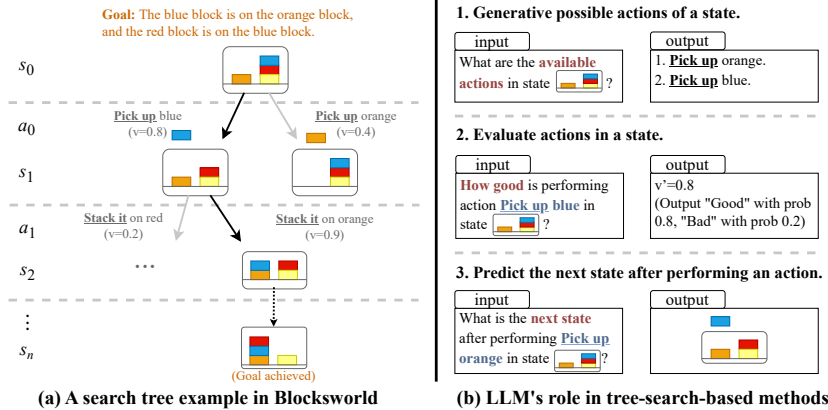 Goal: The blue block is on the orange block,
and the red block is on the blue block.
s0
a0
Pick up blue
(v=0.8)
Pick up orange
(v=0.4)
s1
a1
Stack it on red
(v=0.2)
Stack it on orange
(v=0.9)
s2
...
⋮
sn
(Goal achieved)
(a) A search tree example in Blocksworld
1. Generative possible actions of a state.
input
What are the available
actions in state ?
output
1. Pick up orange.
2. Pick up blue.
2. Evaluate actions in a state.
input
How good is performing
action Pick up blue in
state ?
output
v'=0.8
(Output "Good" with prob
0.8, "Bad" with prob 0.2)
3. Predict the next state after performing an action.
input
What is the next state
after performing Pick up
orange in state ?
output
(b) LLM's role in tree-search-based methods